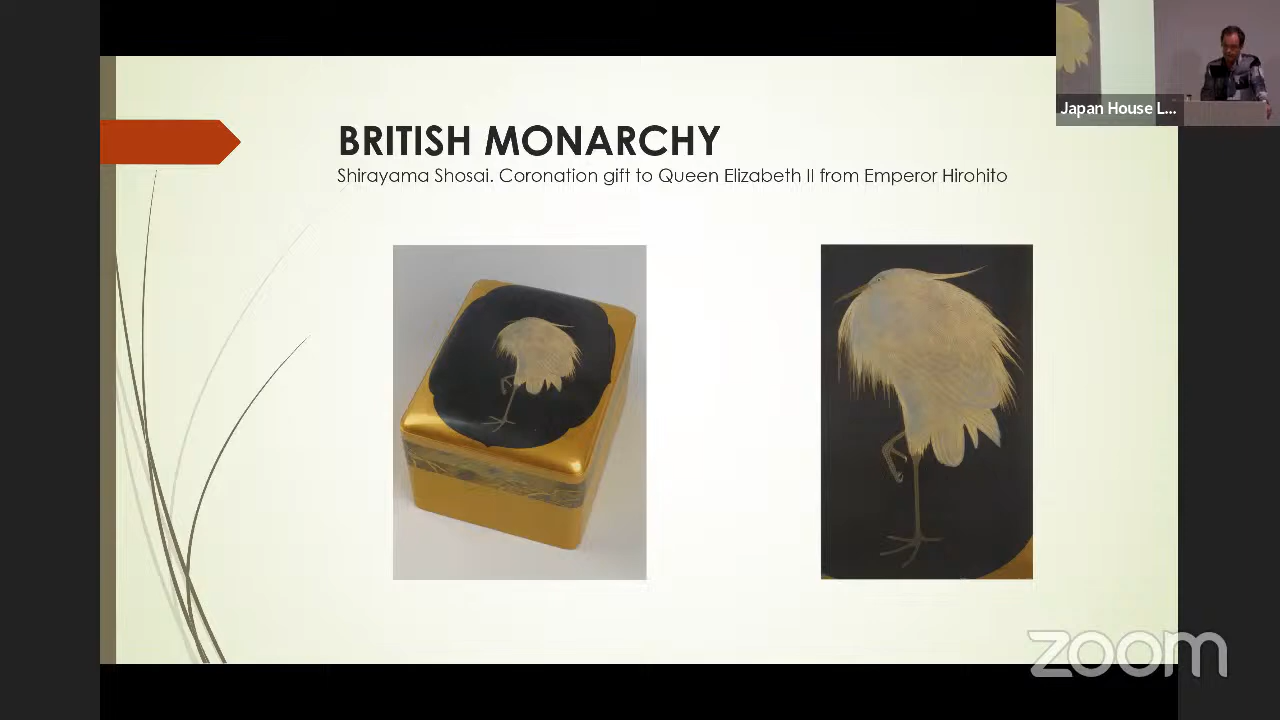 BRITISH MONARCHY
Shirayama Shosai. Coronation gift to Queen Elizabeth II from Emperor Hirohito
Japan House L...
zoom